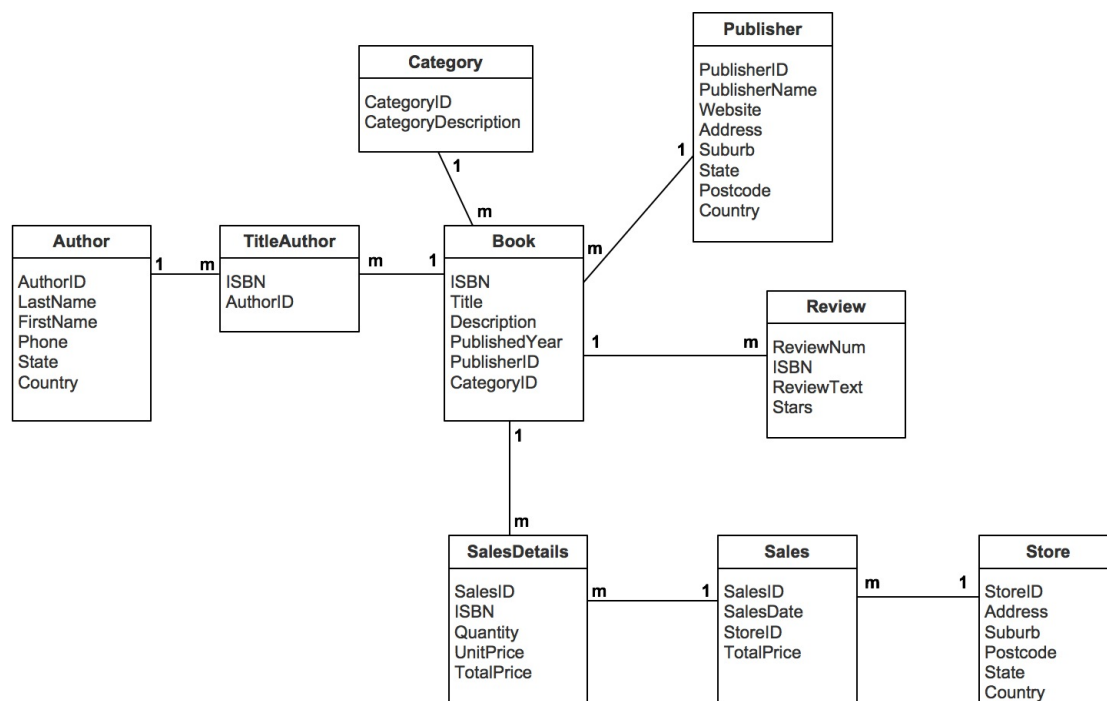 Publisher
PublisherID
PublisherName
Website
Address
Suburb
State
Postcode
Country
Category
CategoryID
CategoryDescription
1
m
1
m
Author
AuthorID
LastName
FirstName
Phone
State
Country
1
m
TitleAuthor
ISBN
AuthorID
m
1
Book
ISBN
Title
Description
PublishedYear
PublisherID
CategoryID
1
m
Review
ReviewNum
ISBN
ReviewText
Stars
1
m
SalesDetails
SalesID
ISBN
Quantity
UnitPrice
TotalPrice
m
1
Sales
SalesID
SalesDate
StoreID
TotalPrice
m
1
Store
StoreID
Address
Suburb
Postcode
State
Country